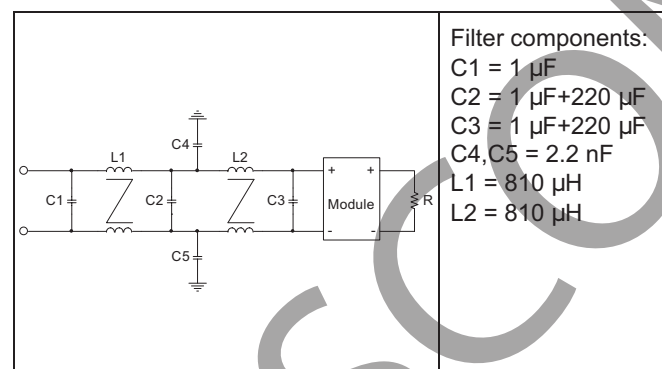 Filter components:
C1 = 1 µF
C2 = 1 µF+220 µF
C3 = 1 µF+220 µF
C4,C5 = 2.2 nF
L1 = 810 µH
L2 = 810 µH
C4
L1
L2
C1
C2
C3
+
+
Module
R
-
-
C5